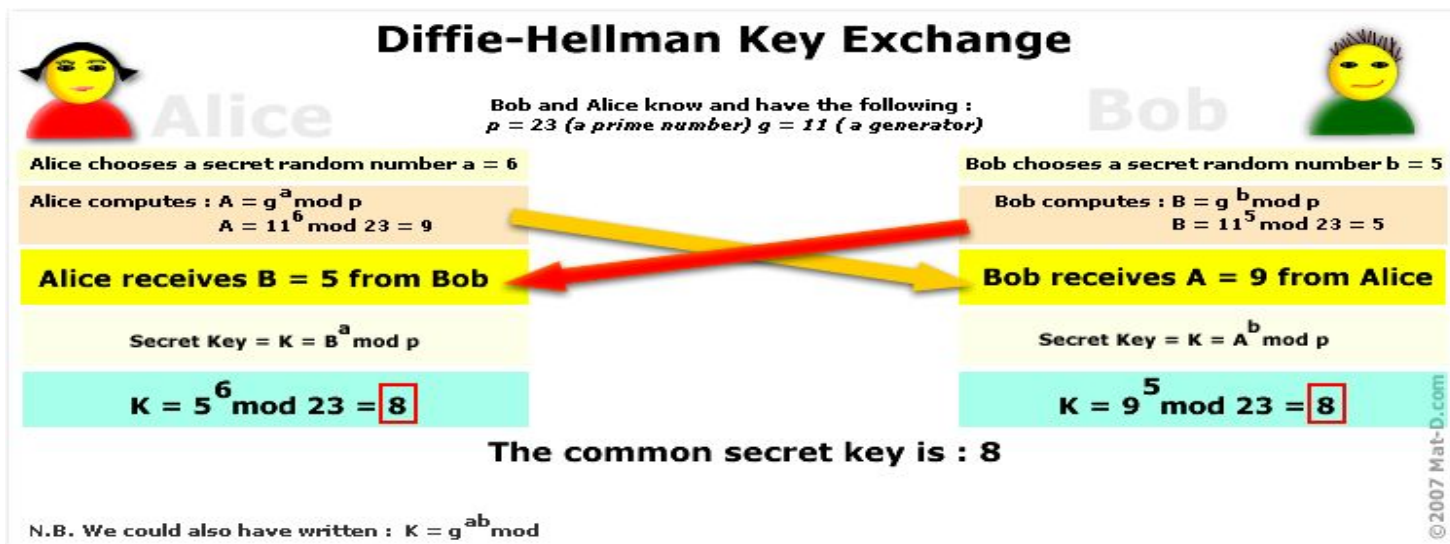 Diffie-Hellman Key Exchange
Alice
Bob
Bob and Alice know and have the following :
p = 23 (a prime number) g = 11 ( a generator)
Alice chooses a secret random number a = 6
Alice computes : A = g^a mod p
A = 11^6 mod 23 = 9
Alice receives B = 5 from Bob
Secret Key = K = B^a mod p
K = 5^6 mod 23 = 8
Bob chooses a secret random number b = 5
Bob computes : B = g^b mod p
B = 11^5 mod 23 = 5
Bob receives A = 9 from Alice
Secret Key = K = A^b mod p
K = 9^5 mod 23 = 8
The common secret key is : 8
N.B. We could also have written : K = g^ab mod
©2007 Mat-D.com